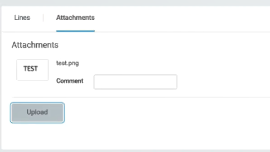 Lines
Attachments
Attachments
TEST
test.png
Comment
Upload